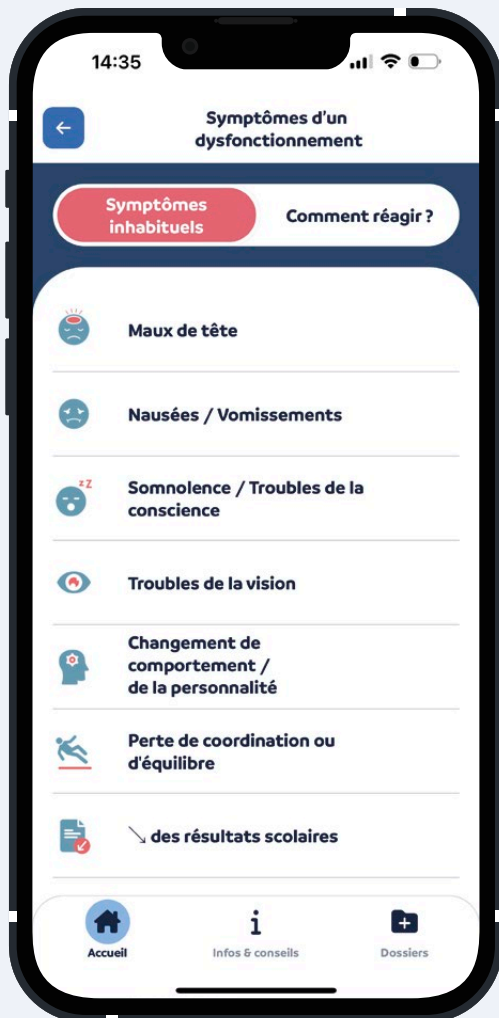 14:35
Symptômes d'un
dysfonctionnement
Symptômes
inhabituels
Comment réagir ?
Maux de tête
Nausées / Vomissements
zZ
Somnolence / Troubles de la
conscience
Troubles de la vision
Changement de
comportement /
de la personnalité
Perte de coordination ou
d'équilibre
↘ des résultats scolaires
Accueil
Infos & conseils
Dossiers